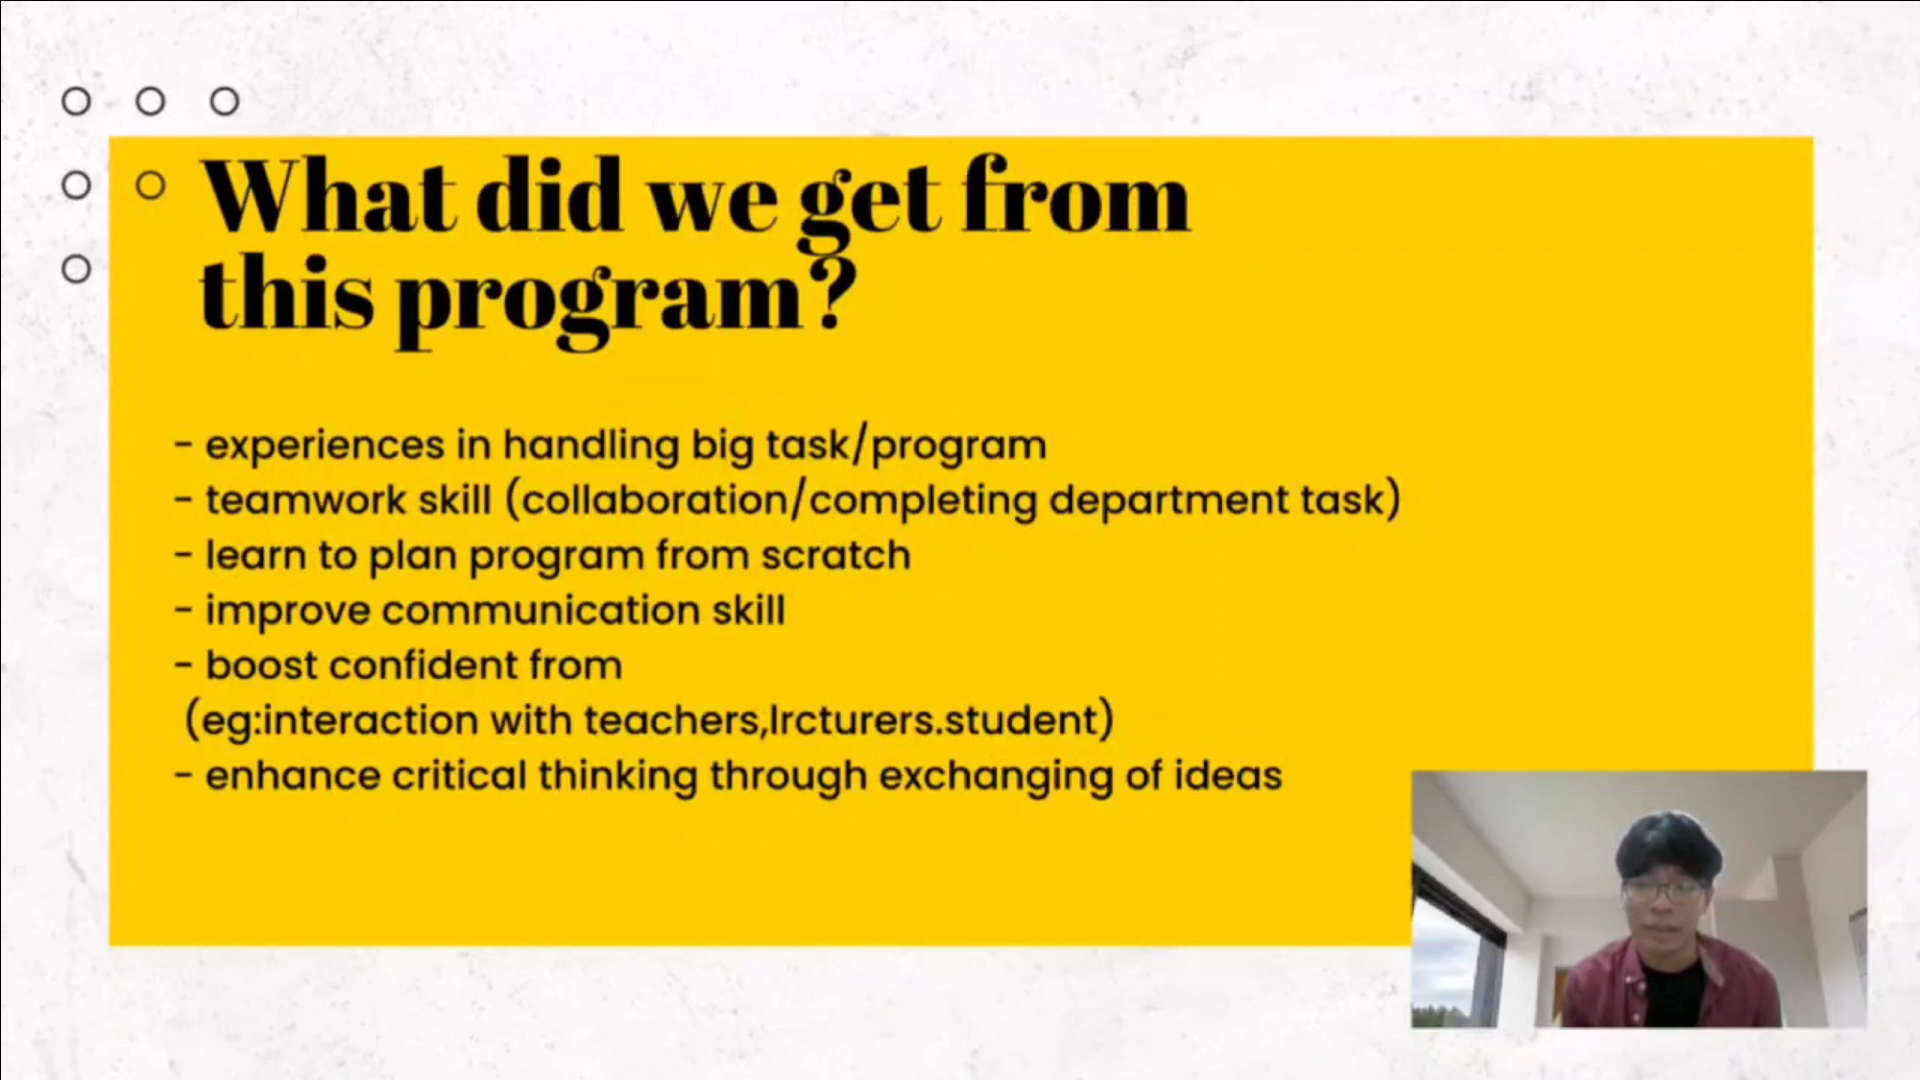 What did we get from
this program?
- experiences in handling big task/program
- teamwork skill (collaboration/completing department task)
- learn to plan program from scratch
- improve communication skill
- boost confident from
(eg:interaction with teachers,lrcturers.student)
- enhance critical thinking through exchanging of ideas